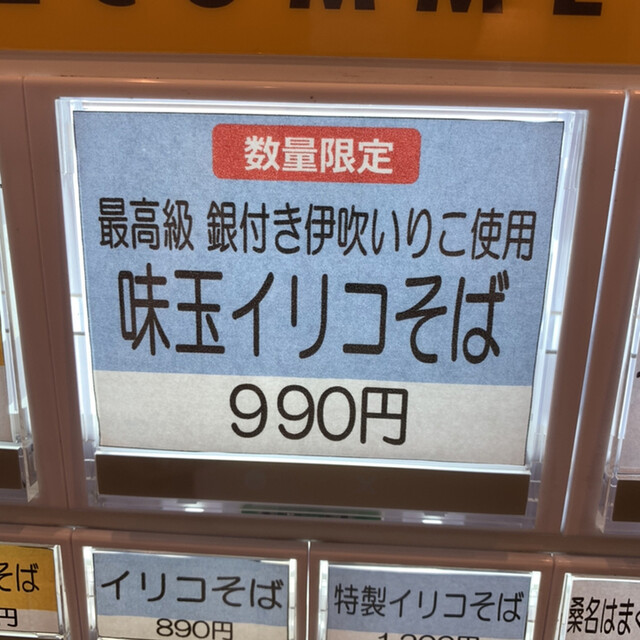 COMME
数量限定
最高級 銀付き伊吹いりこ使用
味玉イリコそば
990円
そば
円
イリコそば
890円
特製イリコそば
桑名はま